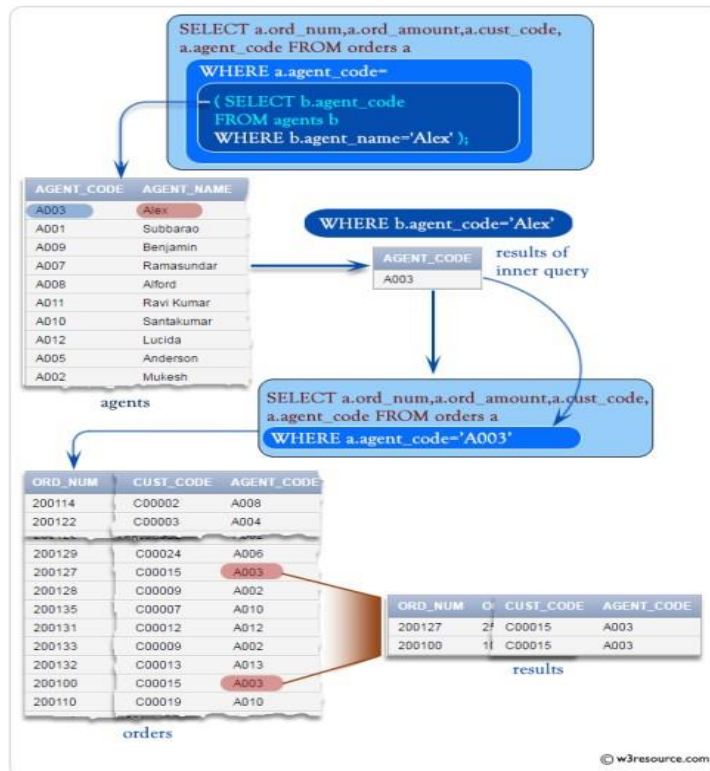 SELECT a.ord_num,a.ord_amount,a.cust_code,
a.agent_code FROM orders a
WHERE a.agent_code=
( SELECT b.agent_code
FROM agents b
WHERE b.agent_name='Alex' );
AGENT_CODE AGENT_NAME
A003 Alex
A001 Subbarao
A009 Benjamin
A007 Ramasundar
A008 Alford
A011 Ravi Kumar
A010 Santakumar
A012 Lucida
A005 Anderson
A002 Mukesh
agents
WHERE b.agent_code='Alex'
AGENT_CODE
A003
results of
inner query
SELECT a.ord_num,a.ord_amount,a.cust_code,
a.agent_code FROM orders a
WHERE a.agent_code='A003'
ORD_NUM CUST_CODE AGENT_CODE
200114 C00002 A008
200122 C00003 A004
200129 C00024 A006
200127 C00015 A003
200128 C00009 A002
200135 C00007 A010
200131 C00012 A012
200133 C00009 A002
200132 C00013 A013
200100 C00015 A003
200110 C00019 A010
orders
ORD_NUM O CUST_CODE AGENT_CODE
200127 25 C00015 A003
200100 10 C00015 A003
results
© w3resource.com